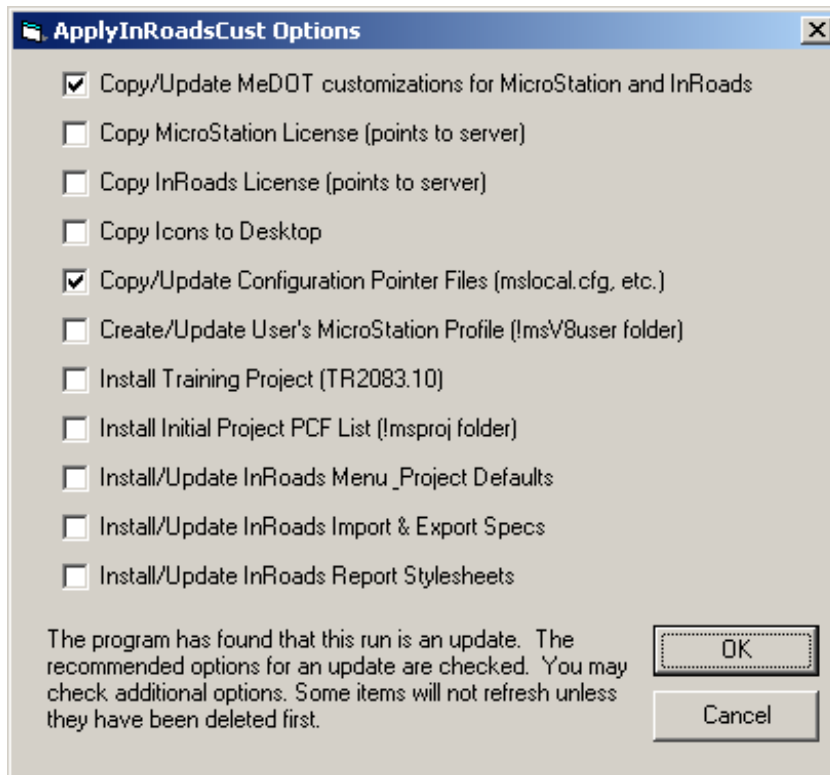 ApplyInRoadsCust Options
Copy/Update MeDOT customizations for MicroStation and InRoads
Copy MicroStation License (points to server)
Copy InRoads License (points to server)
Copy Icons to Desktop
Copy/Update Configuration Pointer Files (mslocal.cfg, etc.)
Create/Update User's MicroStation Profile (!msV8user folder)
Install Training Project (TR2083.10)
Install Initial Project PCF List (!msproj folder)
Install/Update InRoads Menu _Project Defaults
Install/Update InRoads Import & Export Specs
Install/Update InRoads Report Stylesheets
The program has found that this run is an update.  The
recommended options for an update are checked.  You may
check additional options. Some items will not refresh unless
they have been deleted first.
OK
Cancel